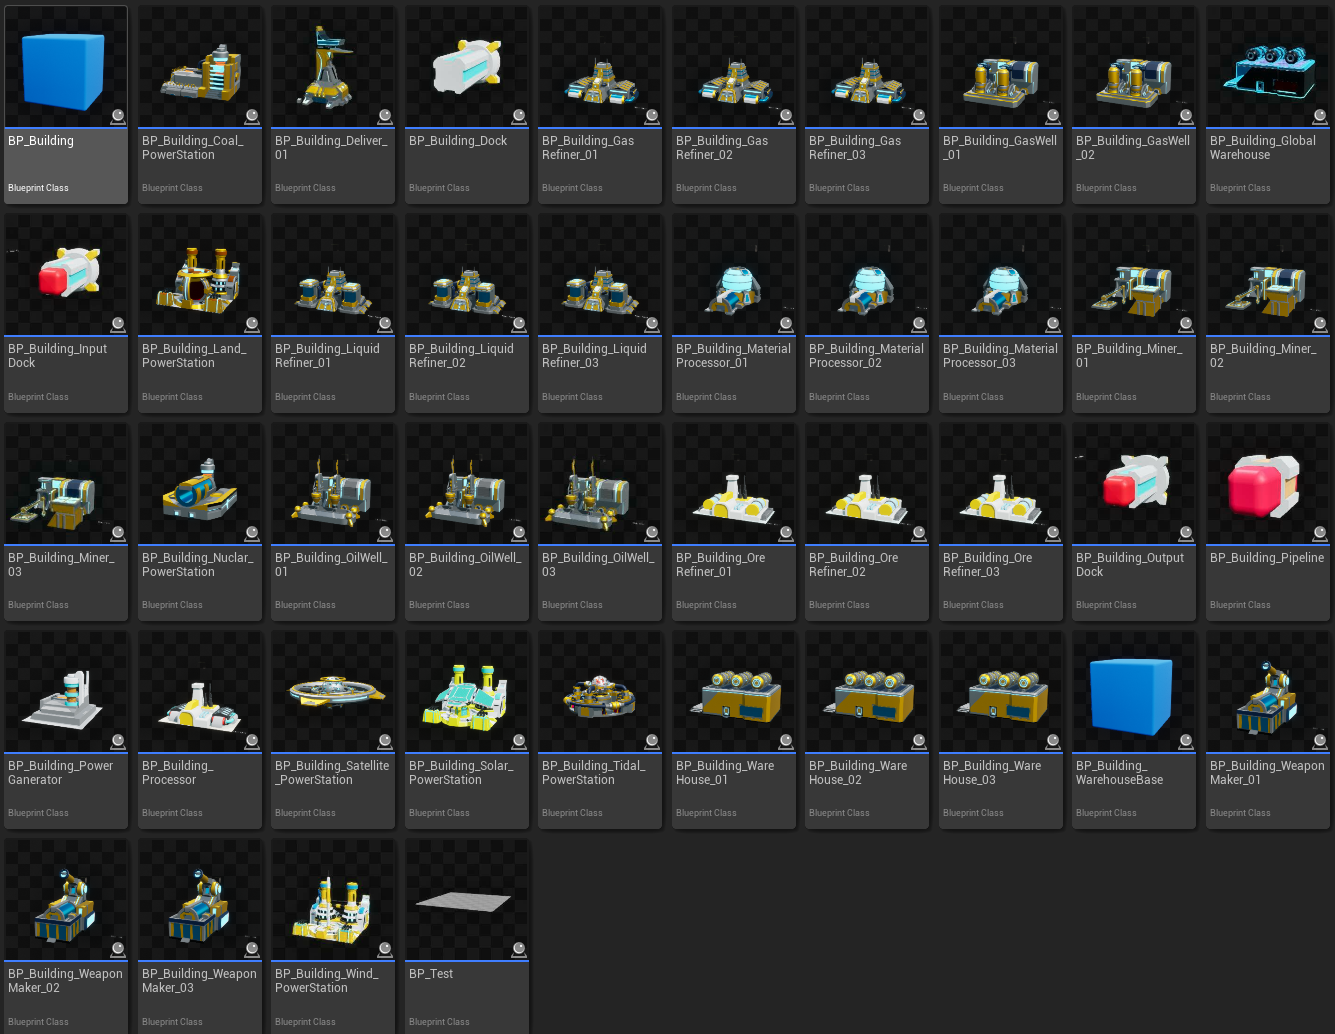 BP_Building
Blueprint Class
BP_Building_Coal_
PowerStation
Blueprint Class
BP_Building_Deliver_
01
Blueprint Class
BP_Building_Dock
Blueprint Class
BP_Building_Gas
Refiner_01
Blueprint Class
BP_Building_Gas
Refiner_02
Blueprint Class
BP_Building_Gas
Refiner_03
Blueprint Class
BP_Building_GasWell
_01
Blueprint Class
BP_Building_GasWell
_02
Blueprint Class
BP_Building_Global
Warehouse
Blueprint Class
BP_Building_Input
Dock
Blueprint Class
BP_Building_Land_
PowerStation
Blueprint Class
BP_Building_Liquid
Refiner_01
Blueprint Class
BP_Building_Liquid
Refiner_02
Blueprint Class
BP_Building_Liquid
Refiner_03
Blueprint Class
BP_Building_Material
Processor_01
Blueprint Class
BP_Building_Material
Processor_02
Blueprint Class
BP_Building_Material
Processor_03
Blueprint Class
BP_Building_Miner_
01
Blueprint Class
BP_Building_Miner_
02
Blueprint Class
BP_Building_Miner_
03
Blueprint Class
BP_Building_Nuclar_
PowerStation
Blueprint Class
BP_Building_OilWell_
01
Blueprint Class
BP_Building_OilWell_
02
Blueprint Class
BP_Building_OilWell_
03
Blueprint Class
BP_Building_Ore
Refiner_01
Blueprint Class
BP_Building_Ore
Refiner_02
Blueprint Class
BP_Building_Ore
Refiner_03
Blueprint Class
BP_Building_Output
Dock
Blueprint Class
BP_Building_Pipeline
Blueprint Class
BP_Building_Power
Ganerator
Blueprint Class
BP_Building_
Processor
Blueprint Class
BP_Building_Satellite
_PowerStation
Blueprint Class
BP_Building_Solar_
PowerStation
Blueprint Class
BP_Building_Tidal_
PowerStation
Blueprint Class
BP_Building_Ware
House_01
Blueprint Class
BP_Building_Ware
House_02
Blueprint Class
BP_Building_Ware
House_03
Blueprint Class
BP_Building_
WarehouseBase
Blueprint Class
BP_Building_Weapon
Maker_01
Blueprint Class
BP_Building_Weapon
Maker_02
Blueprint Class
BP_Building_Weapon
Maker_03
Blueprint Class
BP_Building_Wind_
PowerStation
Blueprint Class
BP_Test
Blueprint Class